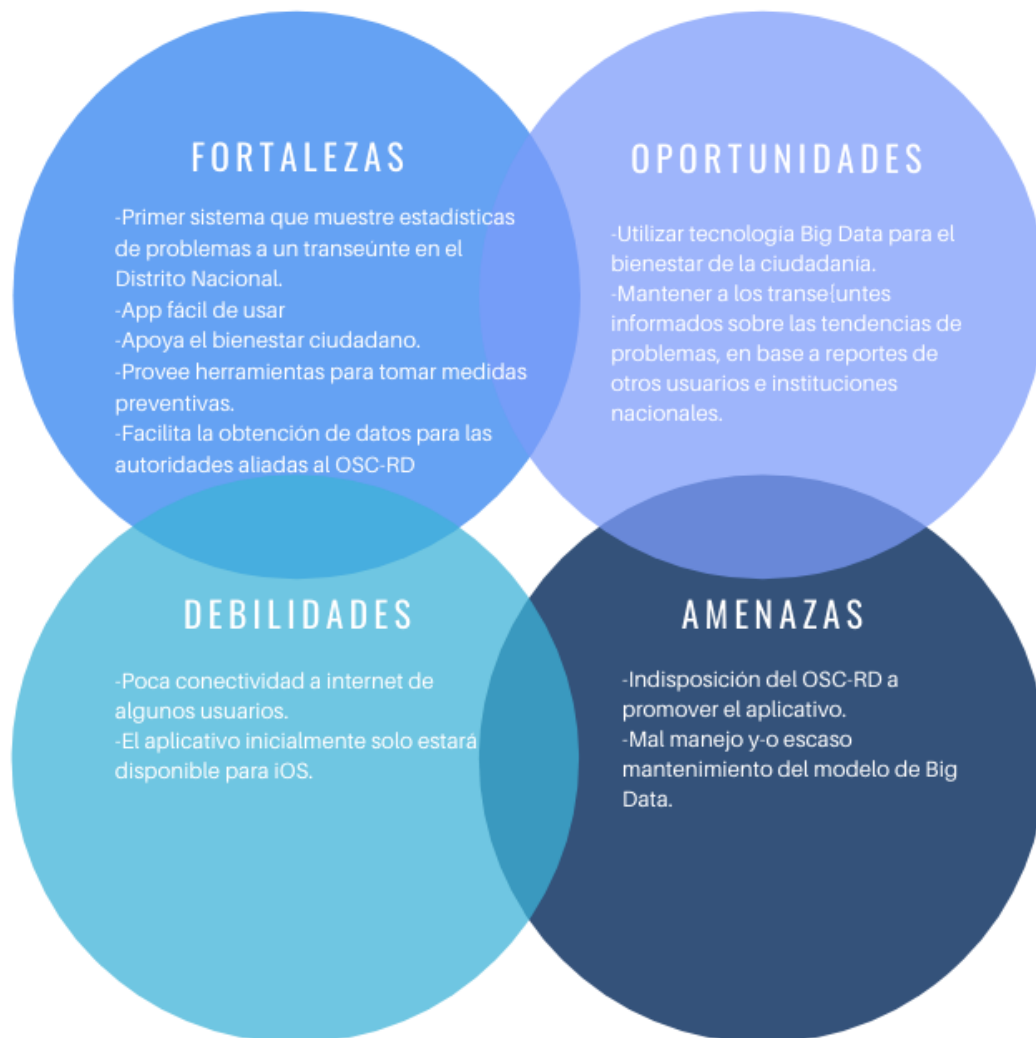 FORTALEZAS
-Primer sistema que muestre estadísticas
de problemas a un transeúnte en el
Distrito Nacional.
-App fácil de usar
-Apoya el bienestar ciudadano.
-Provee herramientas para tomar medidas
preventivas.
-Facilita la obtención de datos para las
autoridades aliadas al OSC-RD
OPORTUNIDADES
-Utilizar tecnología Big Data para el
bienestar de la ciudadanía.
-Mantener a los transe[untes
informados sobre las tendencias de
problemas, en base a reportes de
otros usuarios e instituciones
nacionales.
DEBILIDADES
-Poca conectividad a internet de
algunos usuarios.
-El aplicativo inicialmente solo estará
disponible para iOS.
AMENAZAS
-Indisposición del OSC-RD a
promover el aplicativo.
-Mal manejo y-o escaso
mantenimiento del modelo de Big
Data.